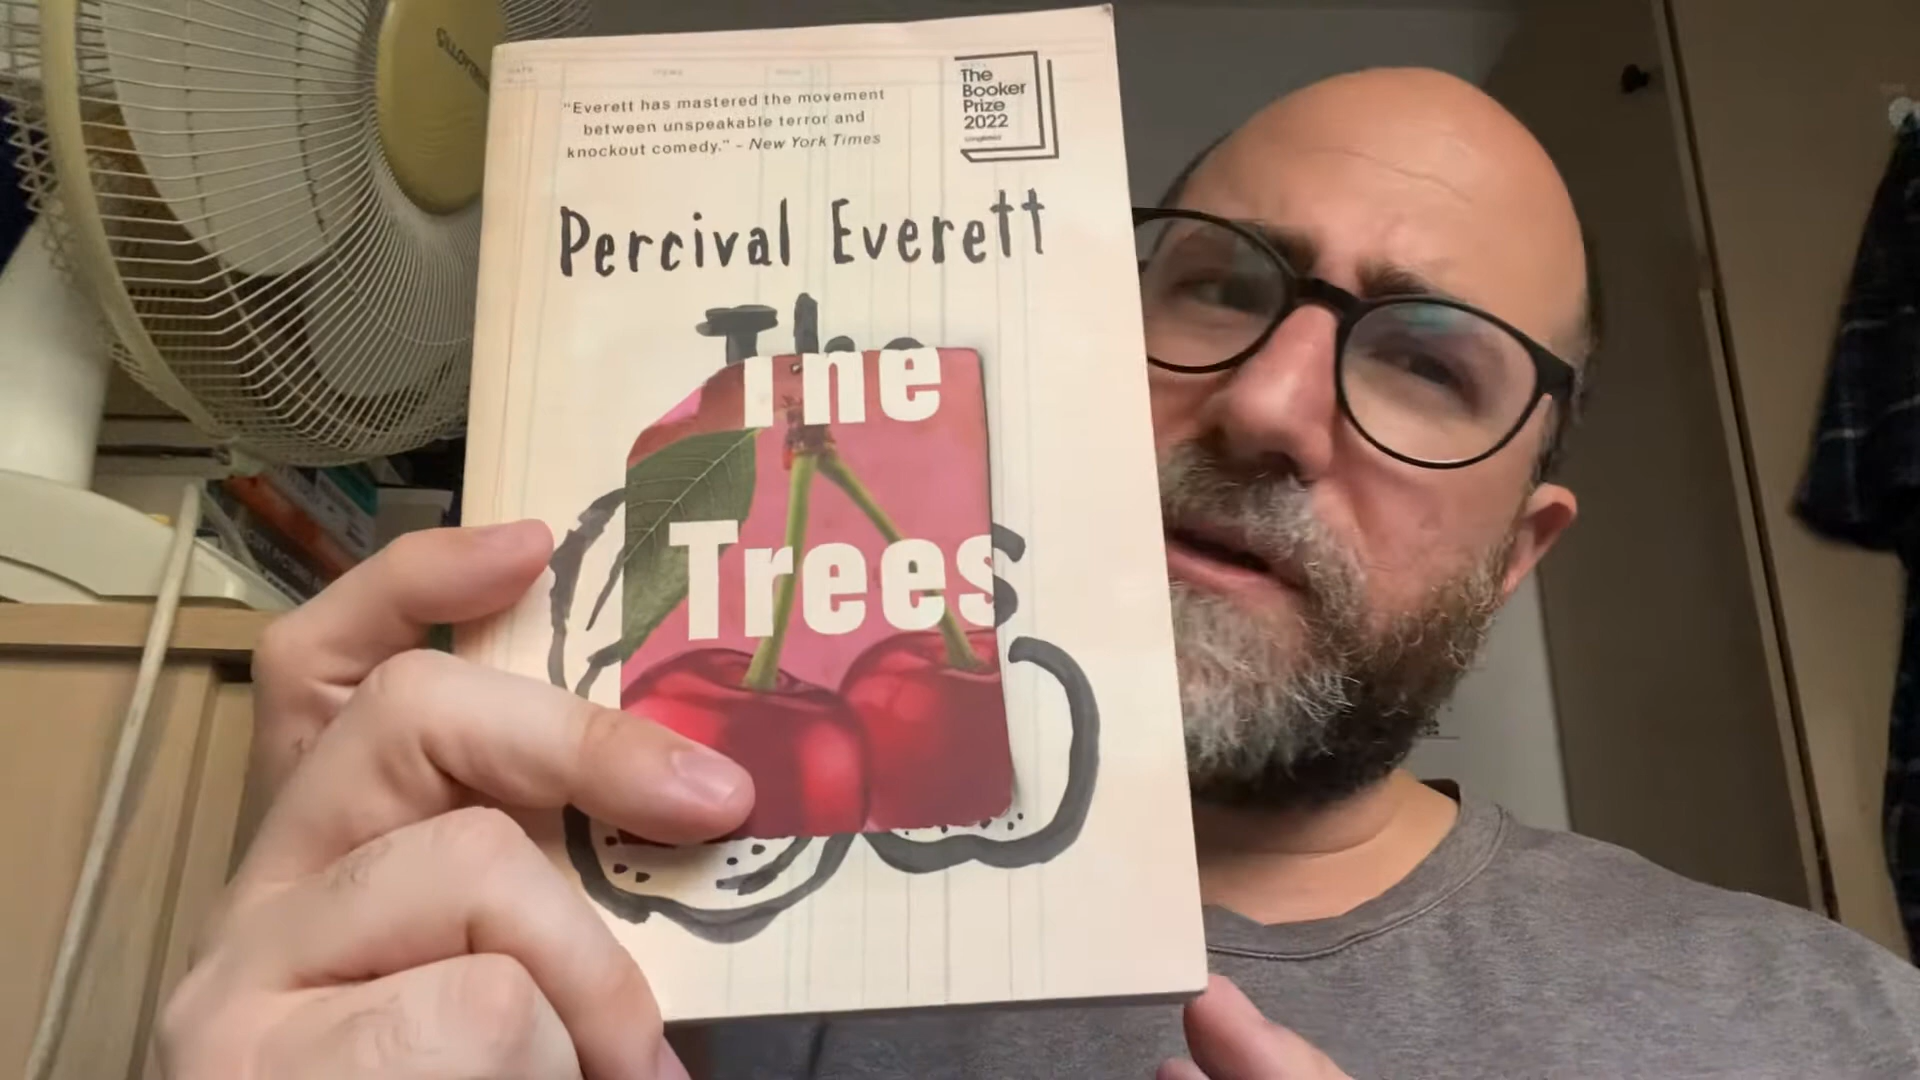 "Everett has mastered the movement
between unspeakable terror and
knockout comedy." – New York Times
The
Booker
Prize
2022
Percival Everett
The
Trees